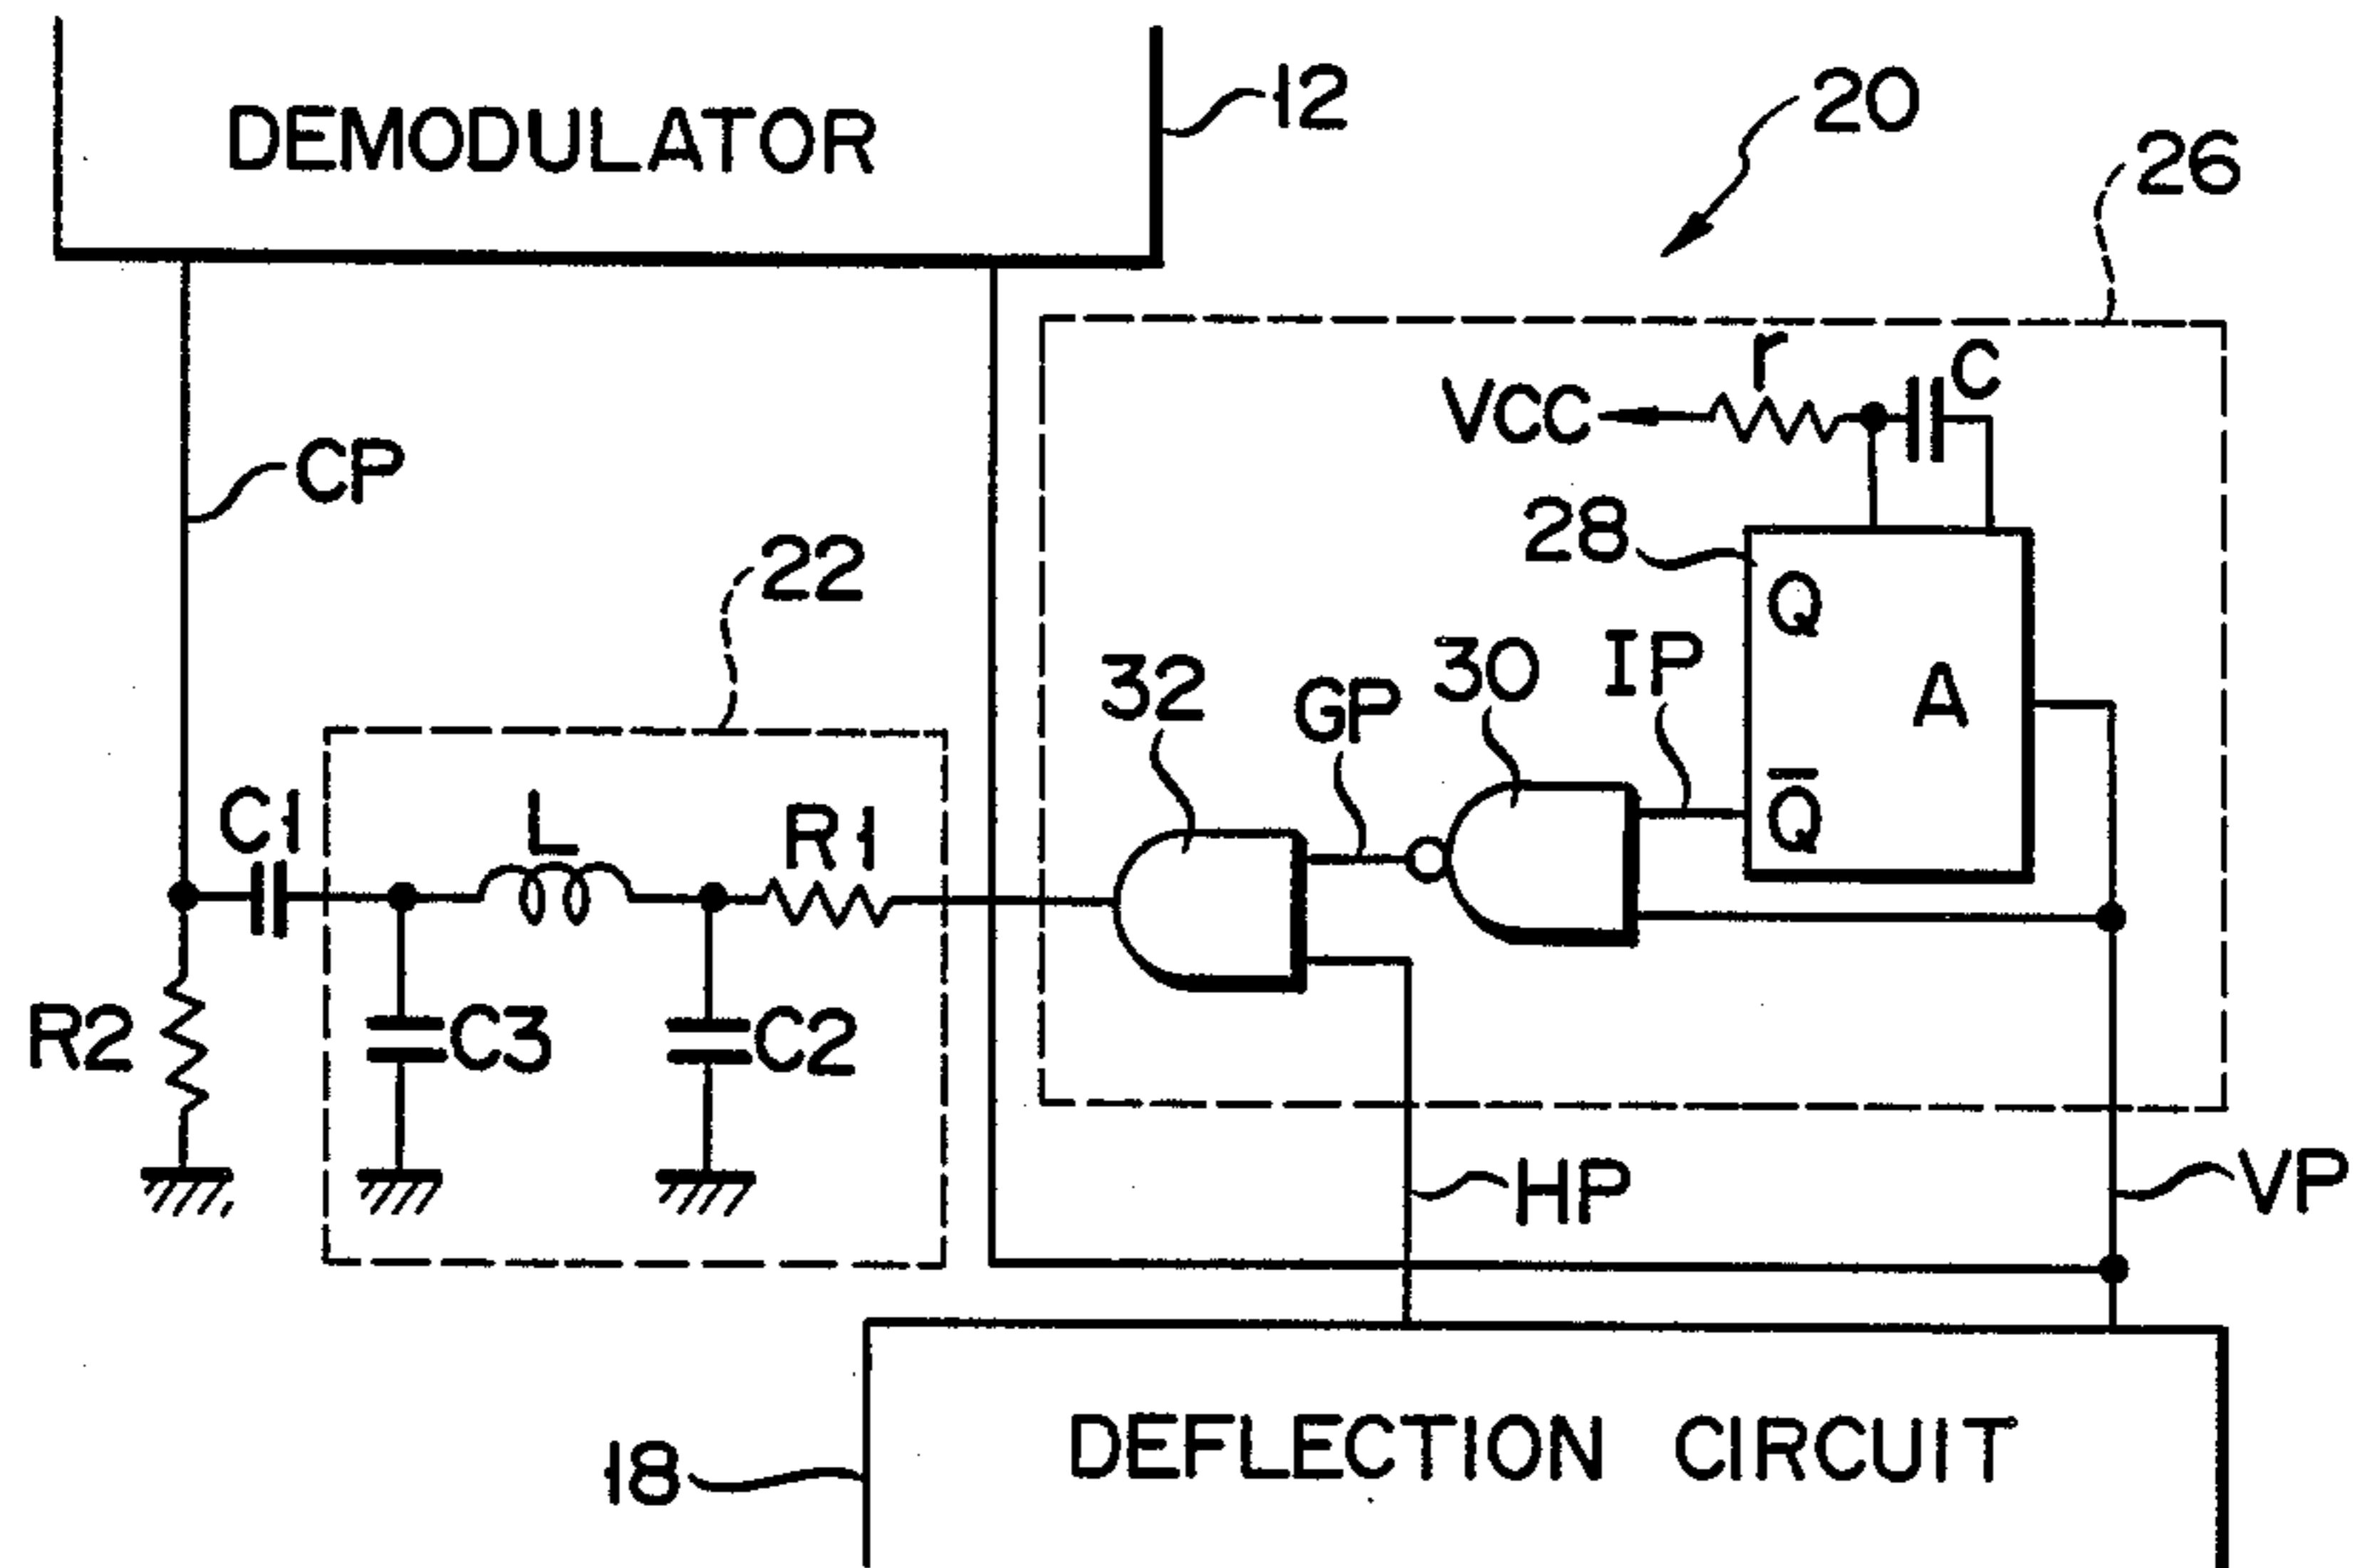 DEMODULATOR
12
20
26
r
C
VCC
CP
28
22
Q
IP
30
32
GP
A
Q̅
C1
L
R1
R2
C3
C2
HP
VP
18
DEFLECTION CIRCUIT